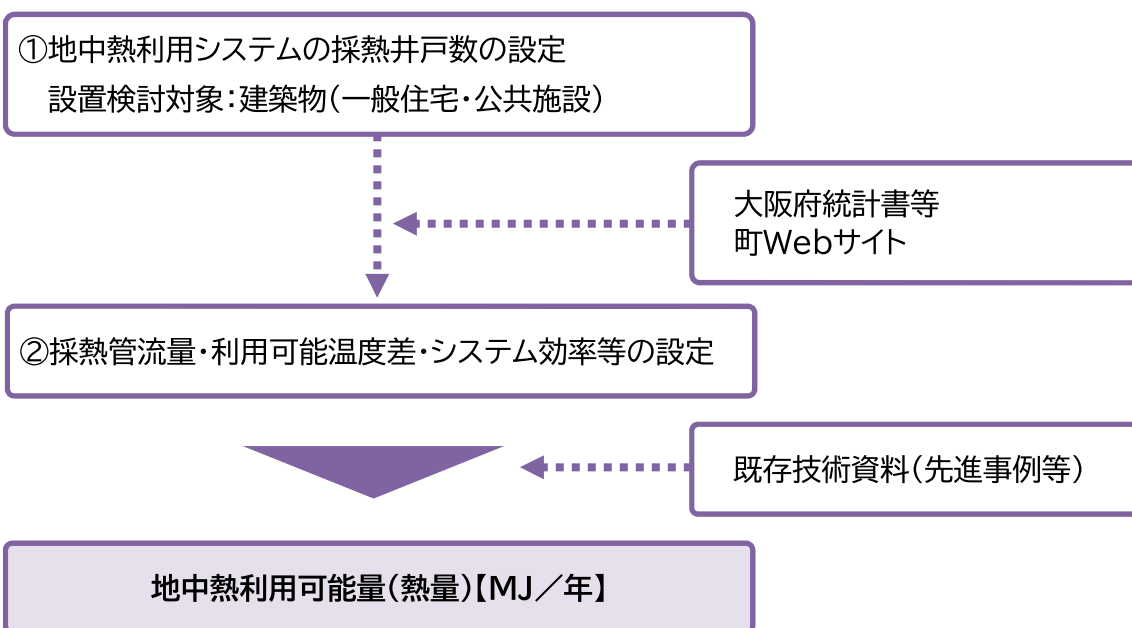 ①地中熱利用システムの採熱井戸数の設定
設置検討対象：建築物（一般住宅・公共施設）
大阪府統計書等
町Webサイト
②採熱管流量・利用可能温度差・システム効率等の設定
既存技術資料（先進事例等）
地中熱利用可能量（熱量）【MJ／年】